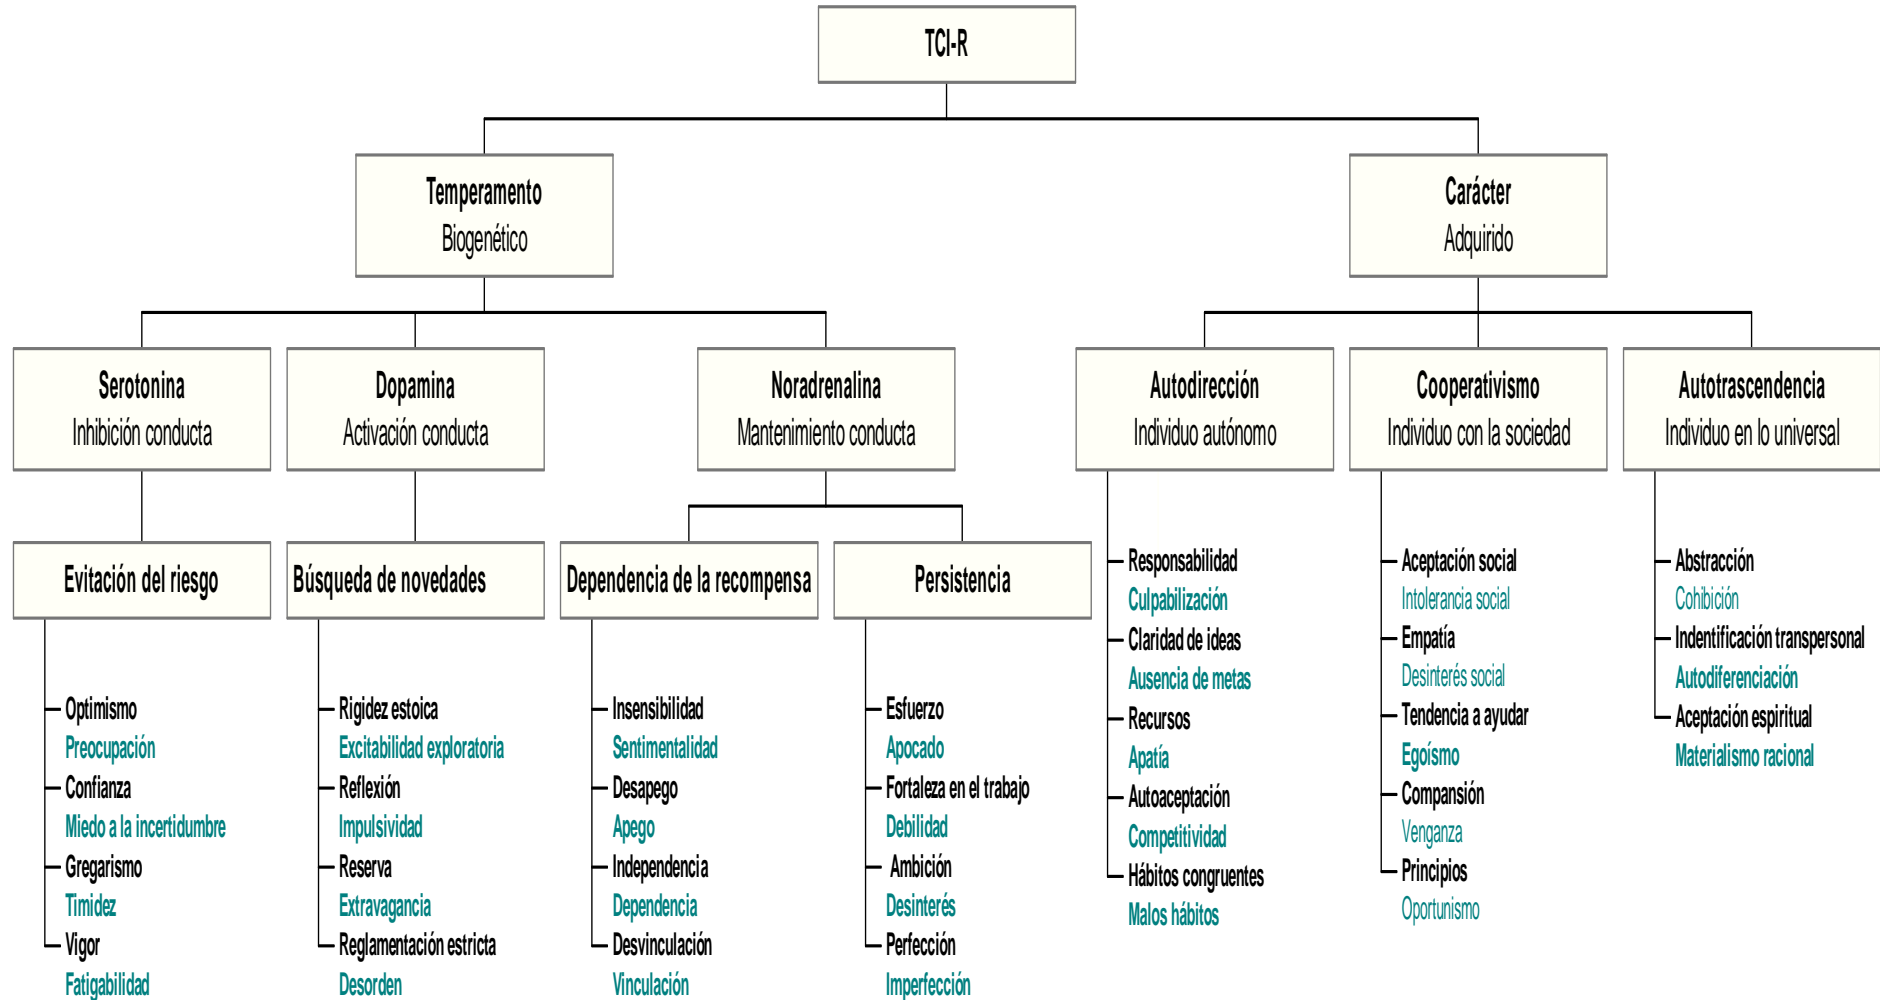 TCI-R
Temperamento
Biogenético
Carácter
Adquirido
Serotonina
Inhibición conducta
Dopamina
Activación conducta
Noradrenalina
Mantenimiento conducta
Autodirección
Individuo autónomo
Cooperativismo
Individuo con la sociedad
Autotrascendencia
Individuo en lo universal
Evitación del riesgo
Búsqueda de novedades
Dependencia de la recompensa
Persistencia
Optimismo
Preocupación
Confianza
Miedo a la incertidumbre
Gregarismo
Timidez
Vigor
Fatigabilidad
Rigidez estoica
Excitabilidad exploratoria
Reflexión
Impulsividad
Reserva
Extravagancia
Reglamentación estricta
Desorden
Insensibilidad
Sentimentalidad
Desapego
Apego
Independencia
Dependencia
Desvinculación
Vinculación
Esfuerzo
Apocado
Fortaleza en el trabajo
Debilidad
Ambición
Desinterés
Perfección
Imperfección
Responsabilidad
Culpabilización
Claridad de ideas
Ausencia de metas
Recursos
Apatía
Autoaceptación
Competitividad
Hábitos congruentes
Malos hábitos
Aceptación social
Intolerancia social
Empatía
Desinterés social
Tendencia a ayudar
Egoísmo
Compansión
Venganza
Principios
Oportunismo
Abstracción
Cohibición
Indentificación transpersonal
Autodiferenciación
Aceptación espiritual
Materialismo racional